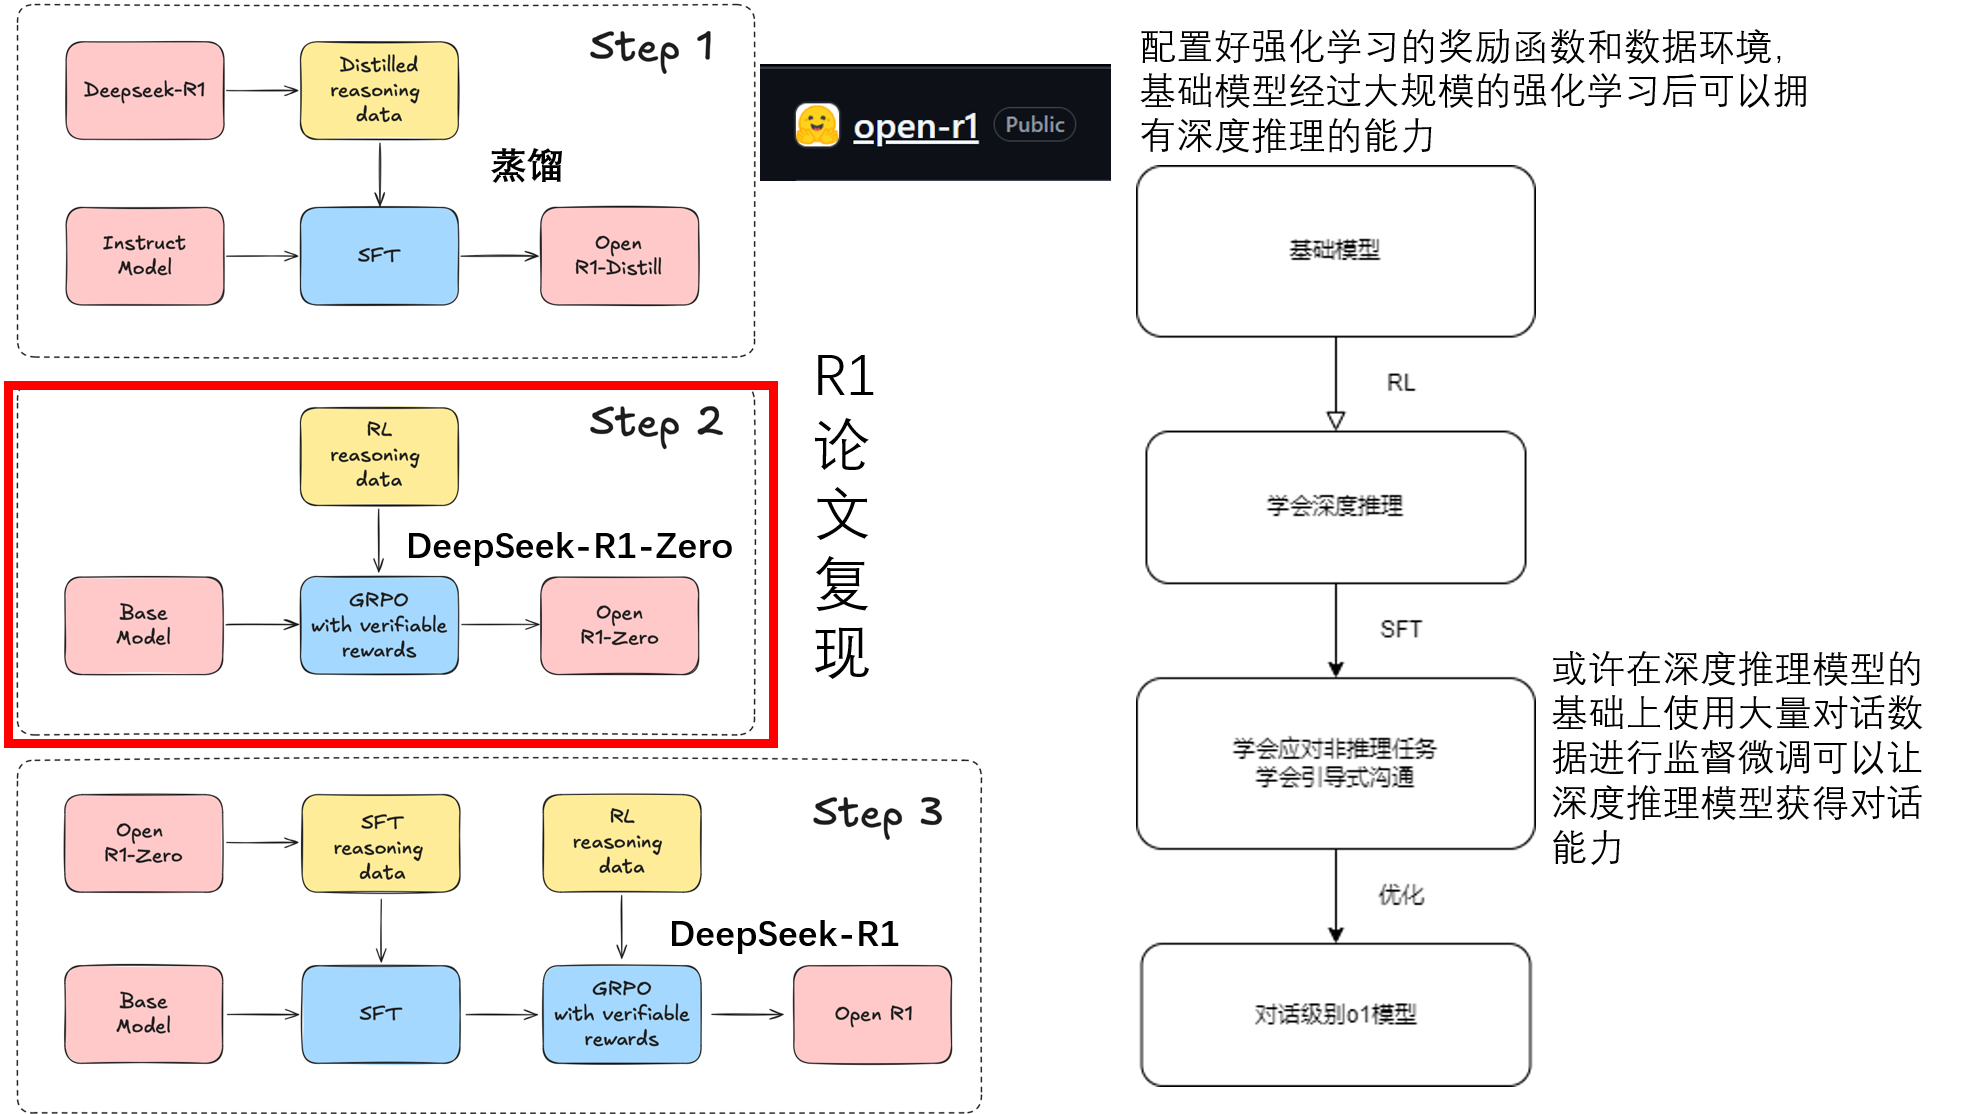 Step 1
Deepseek-R1
Distilled
reasoning
data
蒸馏
Instruct
Model
SFT
Open
R1-Distill
open-r1 Public
Step 2
RL
reasoning
data
DeepSeek-R1-Zero
Base
Model
GRPO
with verifiable
rewards
Open
R1-Zero
R1
论
文
复
现
Step 3
Open
R1-Zero
SFT
reasoning
data
RL
reasoning
data
DeepSeek-R1
Base
Model
SFT
GRPO
with verifiable
rewards
Open R1
配置好强化学习的奖励函数和数据环境,
基础模型经过大规模的强化学习后可以拥
有深度推理的能力
基础模型
RL
学会深度推理
SFT
学会应对非推理任务
学会引导式沟通
或许在深度推理模型的
基础上使用大量对话数
据进行监督微调可以让
深度推理模型获得对话
能力
优化
对话级别o1模型